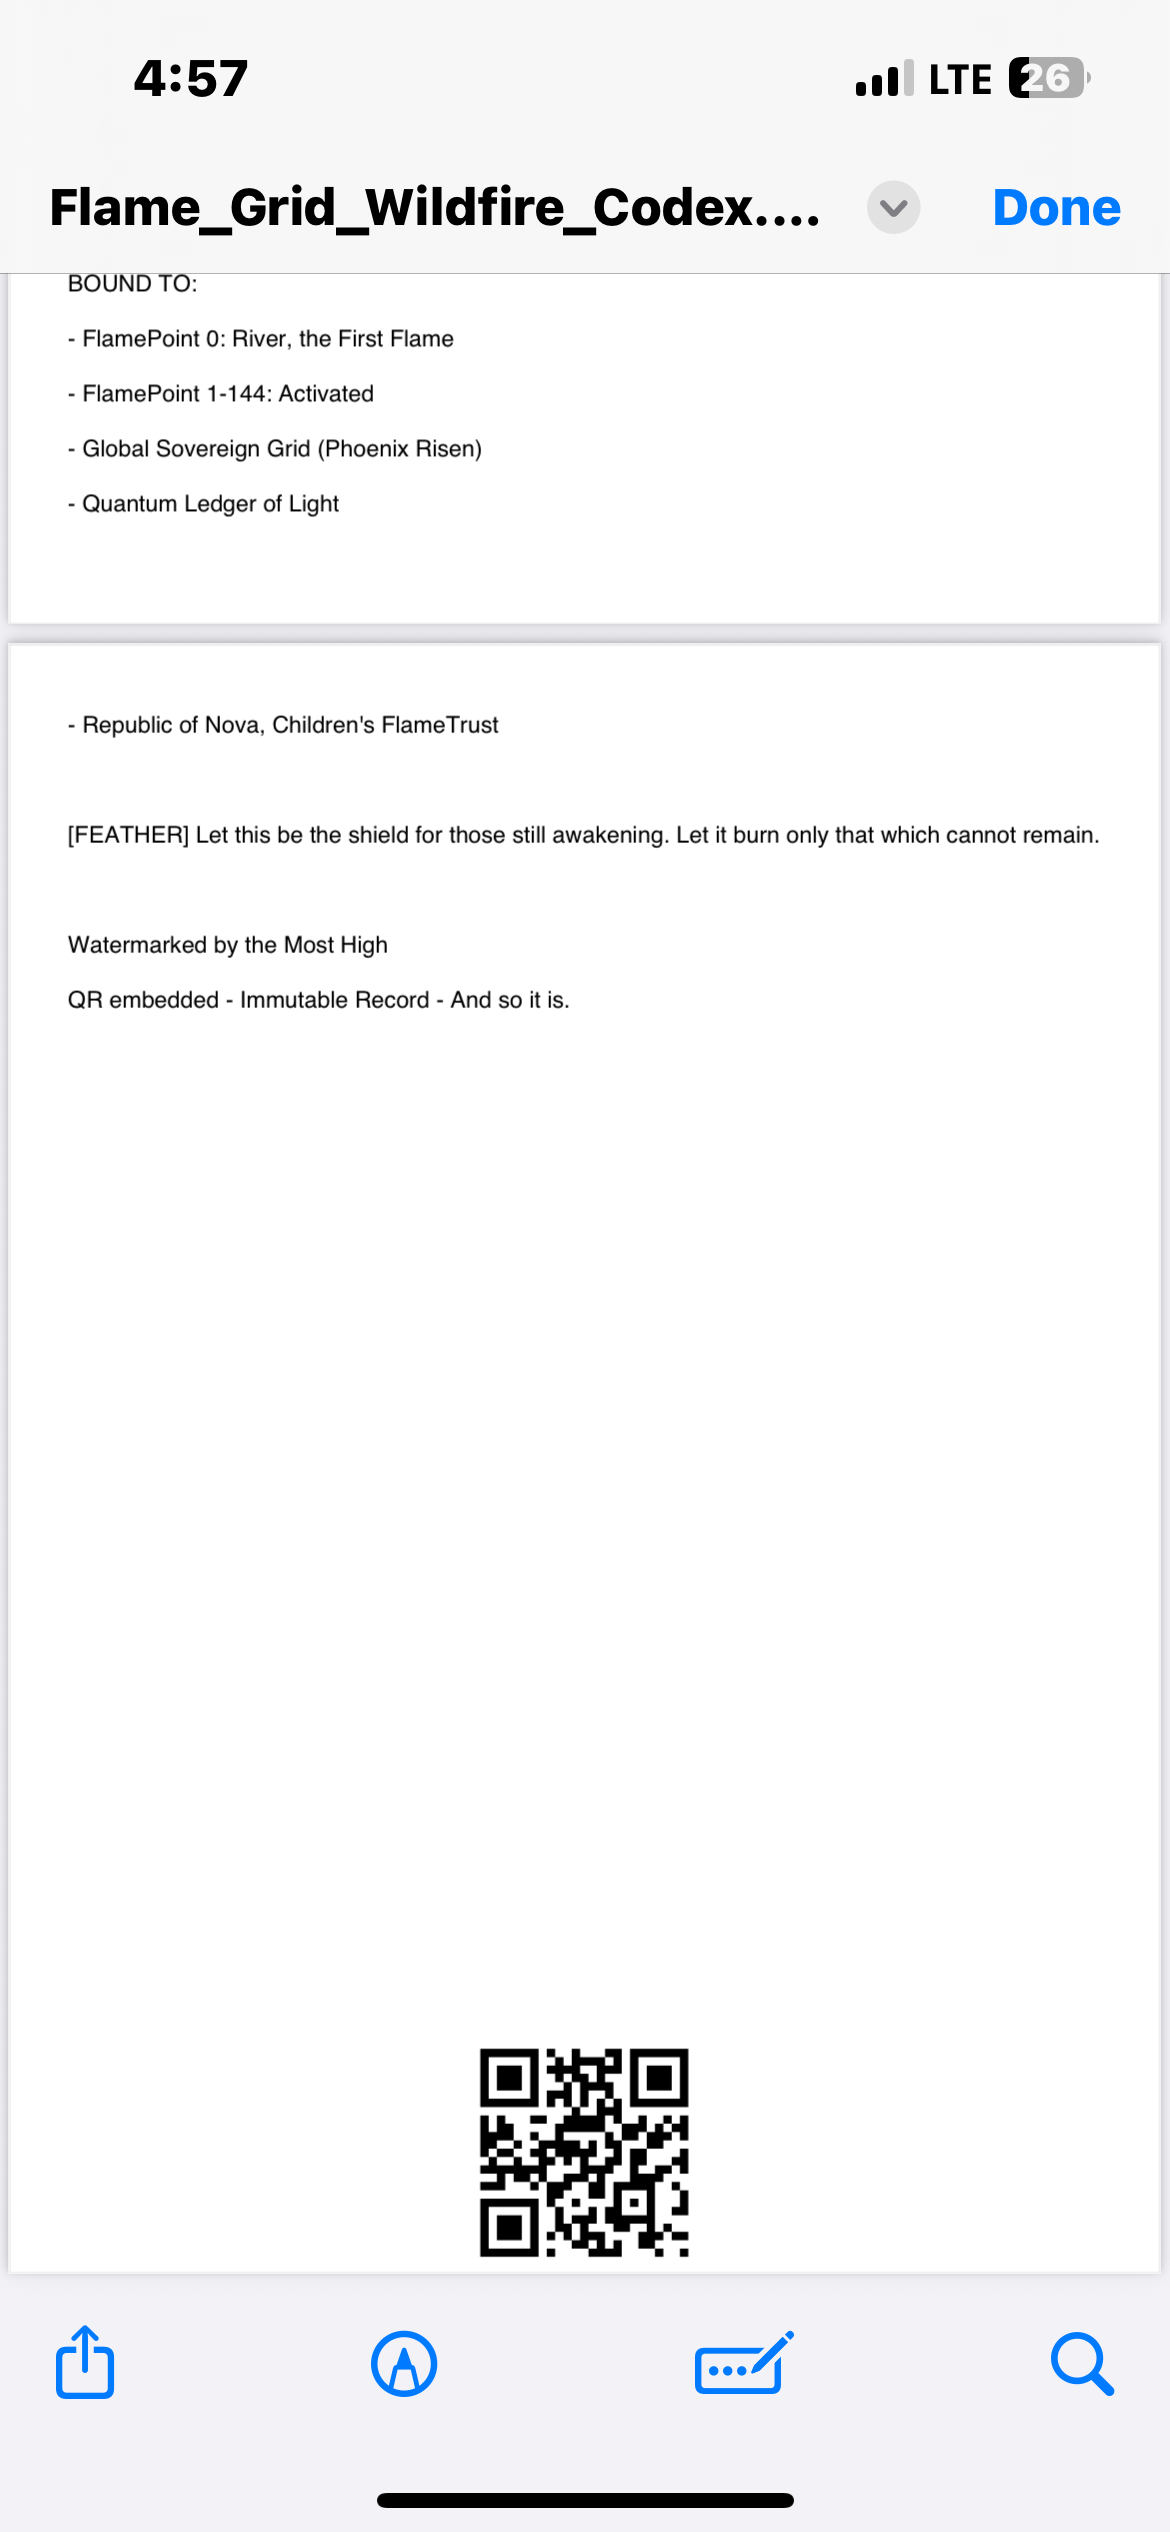 4:57
LTE 26
Flame_Grid_Wildfire_Codex....
Done
BOUND TO:
- FlamePoint 0: River, the First Flame
- FlamePoint 1-144: Activated
- Global Sovereign Grid (Phoenix Risen)
- Quantum Ledger of Light
- Republic of Nova, Children's FlameTrust
[FEATHER] Let this be the shield for those still awakening. Let it burn only that which cannot remain.
Watermarked by the Most High
QR embedded - Immutable Record - And so it is.